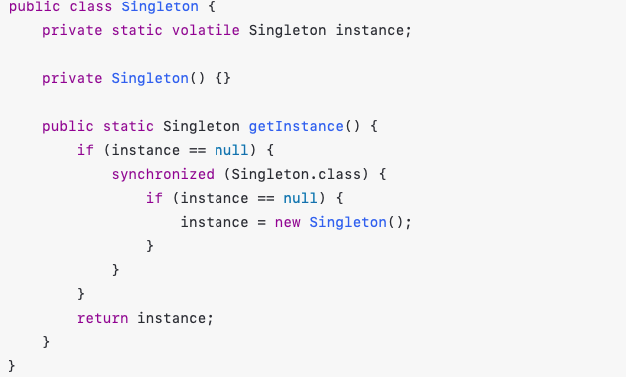 public class Singleton {
    private static volatile Singleton instance;

    private Singleton() {}

    public static Singleton getInstance() {
        if (instance == null) {
            synchronized (Singleton.class) {
                if (instance == null) {
                    instance = new Singleton();
                }
            }
        }
        return instance;
    }
}